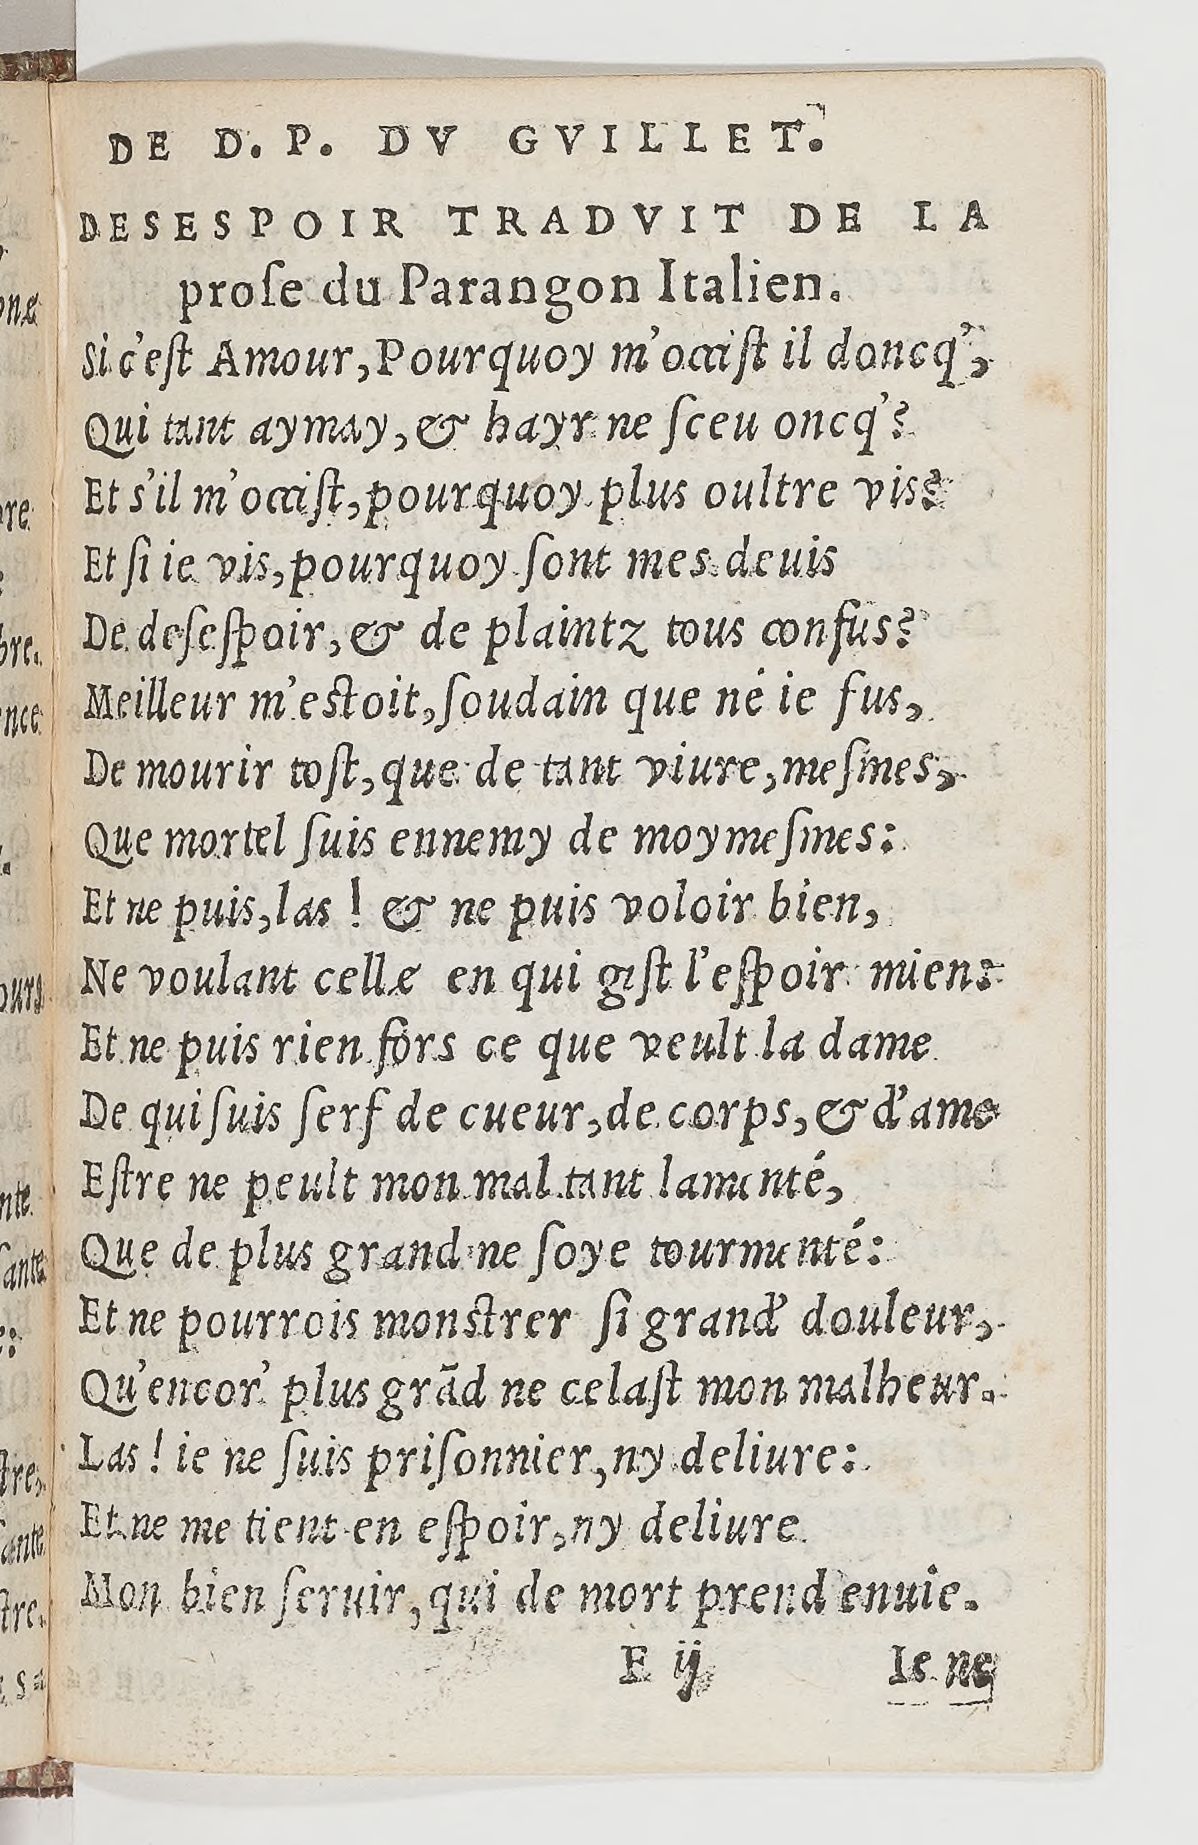 DE D. P. DV GVILLET.
DESESPOIR TRADVIT DE LA
proſe du Parangon Italien.
Si c'eſt Amour, Pourquoy m'occiſt il doncq',
Qui tant aymay, & hayr ne ſceu oncq'?
Et s'il m'occiſt, pourquoy plus oultre vis?
Et ſi ie vis, pourquoy ſont mes deuis
De deſeſpoir, & de plaintz tous confus?
Meilleur m'eſtoit, ſoudain que né ie fus,
De mourir toſt, que de tant viure, meſmes,
Que mortel ſuis ennemy de moymeſmes:
Et ne puis, las! & ne puis voloir bien,
Ne voulant celle en qui giſt l'eſpoir mien:
Et ne puis rien fors ce que veult la dame
De qui ſuis ſerf de cueur, de corps, & d'ame
Eſtre ne peult mon mal tant lamenté,
Que de plus grand ne ſoye tourmenté:
Et ne pourrois monſtrer ſi grand' douleur,
Qu'encor' plus grãd ne celaſt mon malheur.
Las! ie ne ſuis priſonnier, ny deliure:
Et ne me tient en eſpoir, ny deliure
Mon bien ſeruir, qui de mort prend enuie.
E ij Ie ne